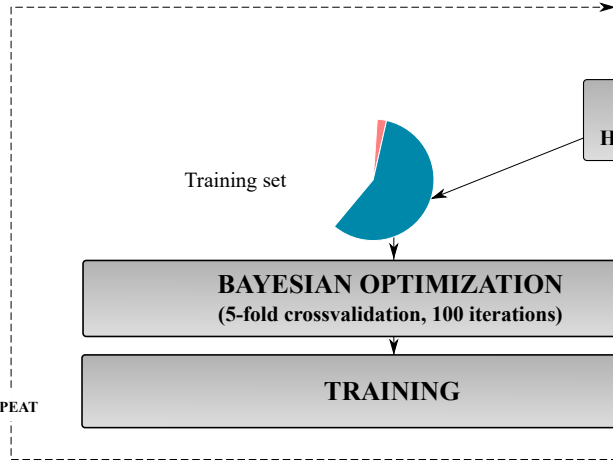 H
Training set
BAYESIAN OPTIMIZATION
(5-fold crossvalidation, 100 iterations)
TRAINING
PEAT